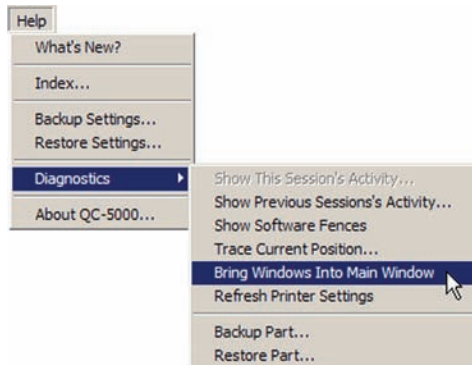 Help
What's New?
Index...
Backup Settings...
Restore Settings...
Diagnostics
About QC-5000...
Show This Session's Activity...
Show Previous Sessions's Activity...
Show Software Fences
Trace Current Position...
Bring Windows Into Main Window
Refresh Printer Settings
Backup Part...
Restore Part...